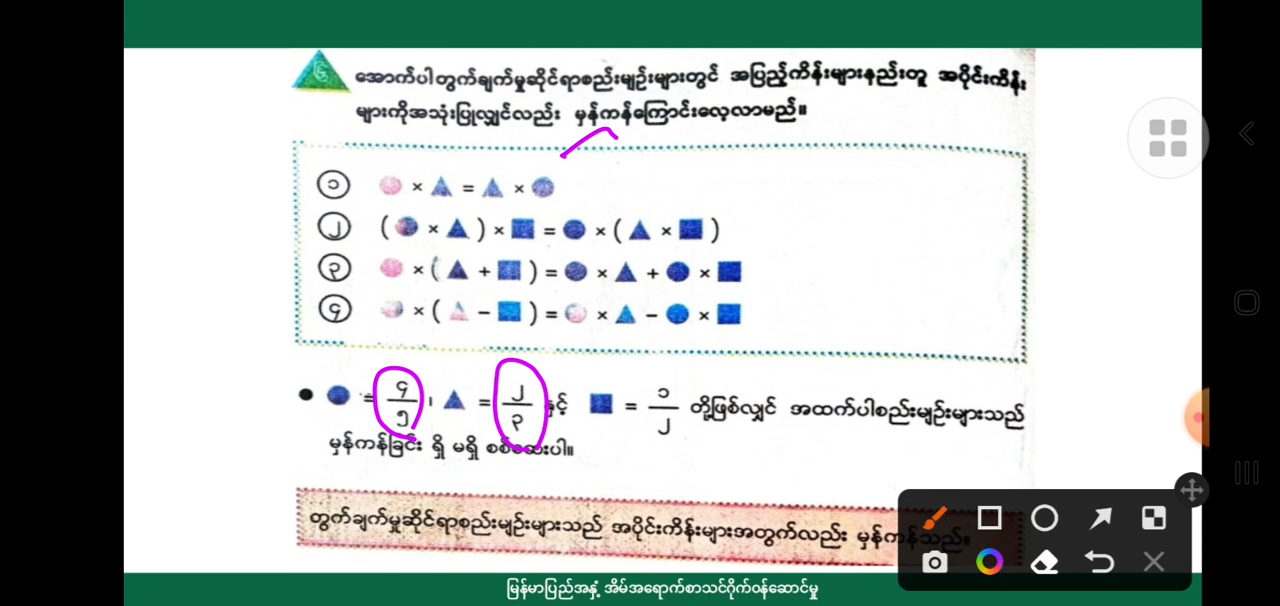 ၆ အောက်ပါတွက်ချက်မှုဆိုင်ရာစည်းမျဉ်းများတွင် အပြည့်ကိန်းများနည်းတူ အပိုင်းကိန်း
များကိုအသုံးပြုလျှင်လည်း မှန်ကန်ကြောင်းလေ့လာမည်။
၁ ● × ▲ = ▲ × ●
၂ ( ● × ▲ ) × ■ = ● × ( ▲ × ■ )
၃ ● × ( ▲ + ■ ) = ● × ▲ + ● × ■
၄ ● × ( ▲ − ■ ) = ● × ▲ − ● × ■
• ● = ၄/၅ ၊ ▲ = ၂/၃ နှင့် ■ = ၁/၂ တို့ဖြစ်လျှင် အထက်ပါစည်းမျဉ်းများသည်
မှန်ကန်ခြင်း ရှိ မရှိ စစ်ဆေးပါ။
တွက်ချက်မှုဆိုင်ရာစည်းမျဉ်းများသည် အပိုင်းကိန်းများအတွက်လည်း မှန်ကန်သည်။
မြန်မာပြည်အနှံ့ အိမ်အရောက်စာသင်ဂိုက်ဝန်ဆောင်မှု